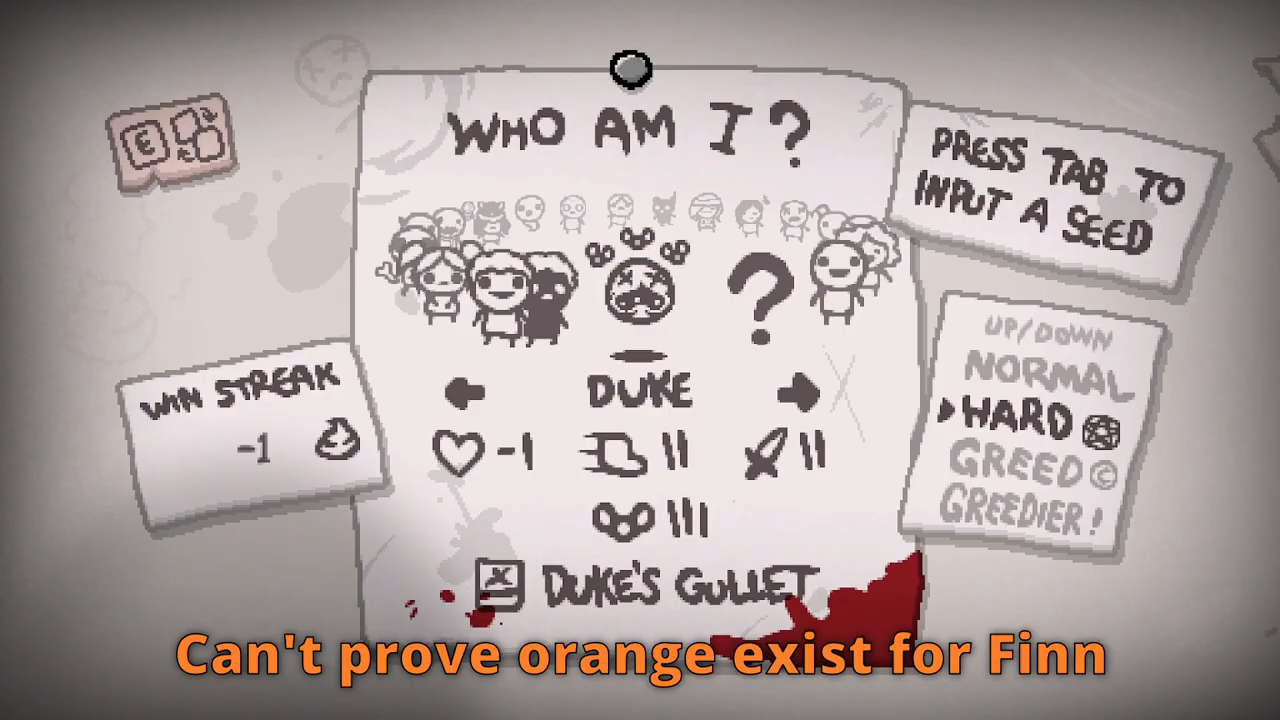 WHO AM I?
PRESS TAB TO
INPUT A SEED
WIN STREAK
-1
UP/DOWN
NORMAL
HARD
GREED
GREEDIER!
?
DUKE
-1 II II
III
DUKE'S GULLET
Can't prove orange exist for Finn